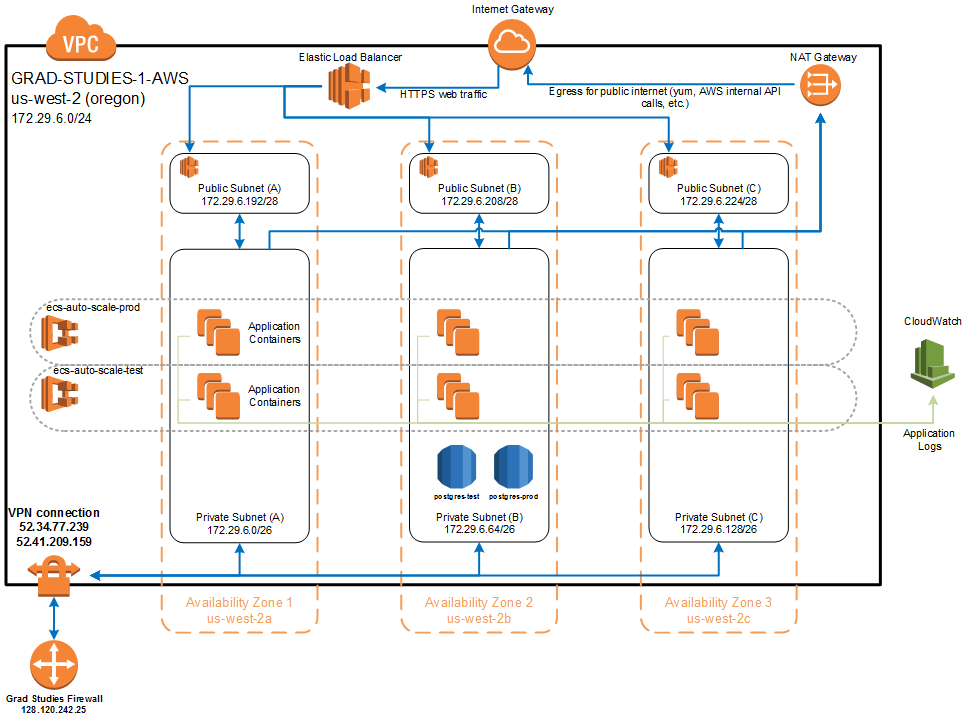 Internet Gateway
VPC
Elastic Load Balancer
NAT Gateway
GRAD-STUDIES-1-AWS
us-west-2 (oregon)
172.29.6.0/24
HTTPS web traffic
Egress for public internet (yum, AWS internal API
calls, etc.)
Public Subnet (A)
172.29.6.192/28
Public Subnet (B)
172.29.6.208/28
Public Subnet (C)
172.29.6.224/28
ecs-auto-scale-prod
Application
Containers
CloudWatch
ecs-auto-scale-test
Application
Containers
Application
Logs
postgres-test
postgres-prod
VPN connection
52.34.77.239
52.41.209.159
Private Subnet (A)
172.29.6.0/26
Private Subnet (B)
172.29.6.64/26
Private Subnet (C)
172.29.6.128/26
Availability Zone 1
us-west-2a
Availability Zone 2
us-west-2b
Availability Zone 3
us-west-2c
Grad Studies Firewall
128.120.242.25